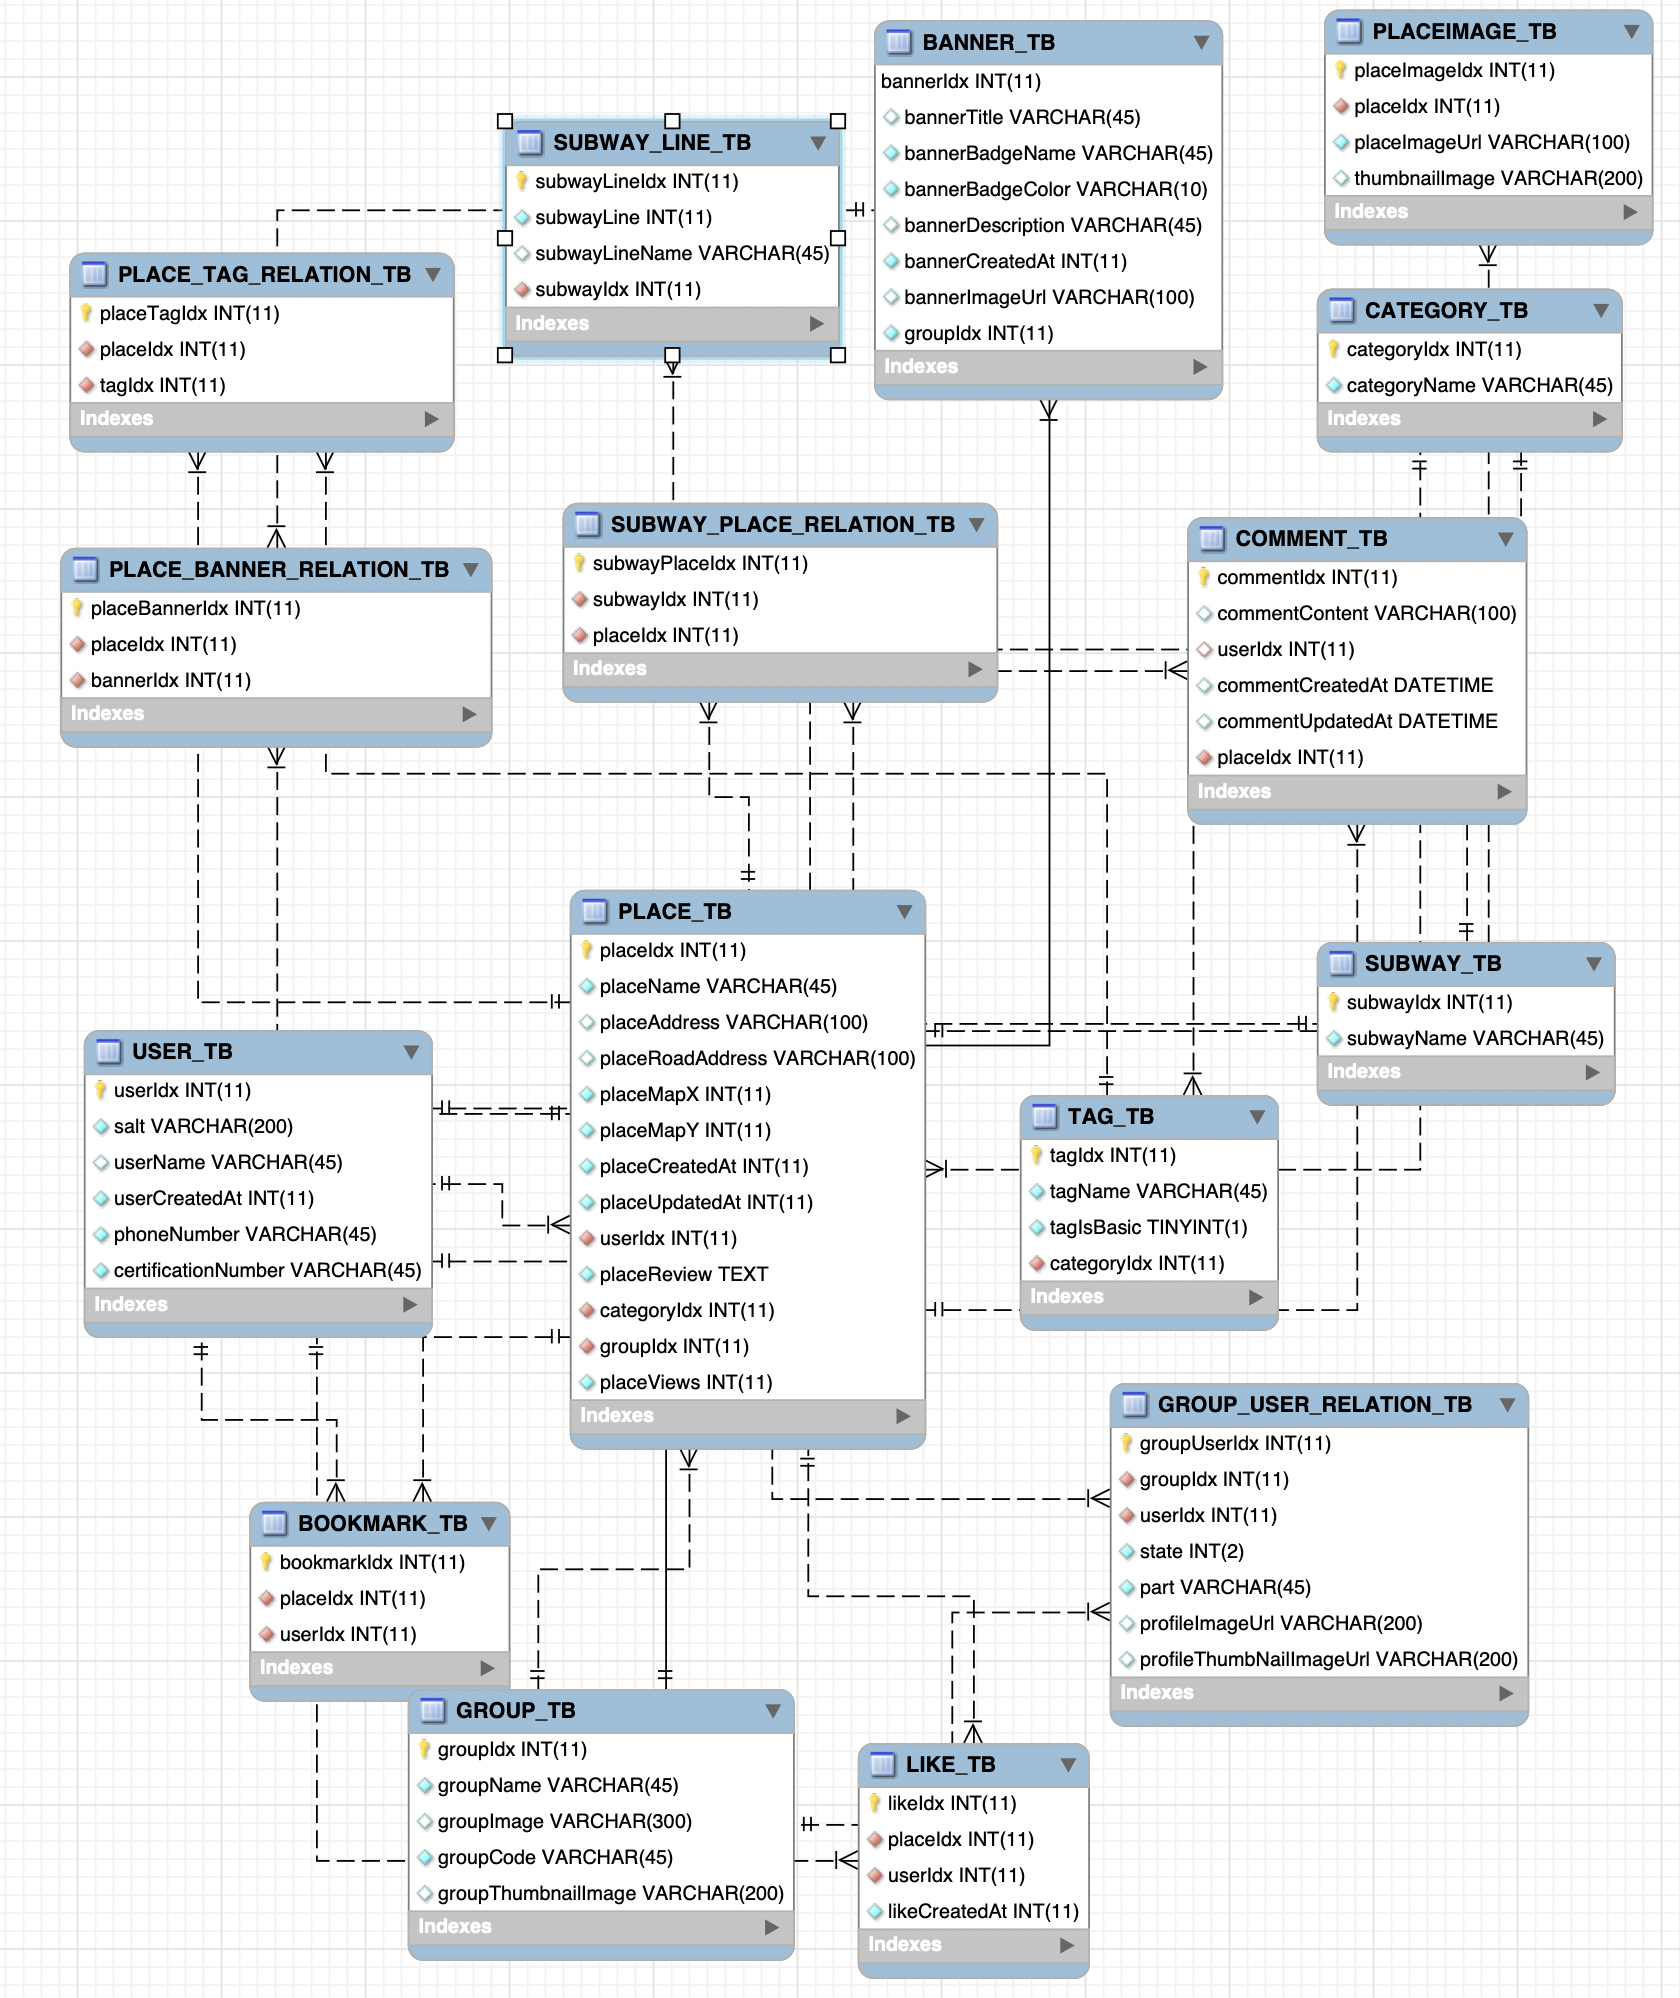 BANNER_TB
bannerIdx INT(11)
bannerTitle VARCHAR(45)
bannerBadgeName VARCHAR(45)
bannerBadgeColor VARCHAR(10)
bannerDescription VARCHAR(45)
bannerCreatedAt INT(11)
bannerImageUrl VARCHAR(100)
groupIdx INT(11)
Indexes
PLACEIMAGE_TB
placeImageIdx INT(11)
placeIdx INT(11)
placeImageUrl VARCHAR(100)
thumbnailImage VARCHAR(200)
Indexes
SUBWAY_LINE_TB
subwayLineIdx INT(11)
subwayLine INT(11)
subwayLineName VARCHAR(45)
subwayIdx INT(11)
Indexes
PLACE_TAG_RELATION_TB
placeTagIdx INT(11)
placeIdx INT(11)
tagIdx INT(11)
Indexes
CATEGORY_TB
categoryIdx INT(11)
categoryName VARCHAR(45)
Indexes
PLACE_BANNER_RELATION_TB
placeBannerIdx INT(11)
placeIdx INT(11)
bannerIdx INT(11)
Indexes
SUBWAY_PLACE_RELATION_TB
subwayPlaceIdx INT(11)
subwayIdx INT(11)
placeIdx INT(11)
Indexes
COMMENT_TB
commentIdx INT(11)
commentContent VARCHAR(100)
userIdx INT(11)
commentCreatedAt DATETIME
commentUpdatedAt DATETIME
placeIdx INT(11)
Indexes
PLACE_TB
placeIdx INT(11)
placeName VARCHAR(45)
placeAddress VARCHAR(100)
placeRoadAddress VARCHAR(100)
placeMapX INT(11)
placeMapY INT(11)
placeCreatedAt INT(11)
placeUpdatedAt INT(11)
userIdx INT(11)
placeReview TEXT
categoryIdx INT(11)
groupIdx INT(11)
placeViews INT(11)
Indexes
SUBWAY_TB
subwayIdx INT(11)
subwayName VARCHAR(45)
Indexes
USER_TB
userIdx INT(11)
salt VARCHAR(200)
userName VARCHAR(45)
userCreatedAt INT(11)
phoneNumber VARCHAR(45)
certificationNumber VARCHAR(45)
Indexes
TAG_TB
tagIdx INT(11)
tagName VARCHAR(45)
tagIsBasic TINYINT(1)
categoryIdx INT(11)
Indexes
GROUP_USER_RELATION_TB
groupUserIdx INT(11)
groupIdx INT(11)
userIdx INT(11)
state INT(2)
part VARCHAR(45)
profileImageUrl VARCHAR(200)
profileThumbNailImageUrl VARCHAR(200)
Indexes
BOOKMARK_TB
bookmarkIdx INT(11)
placeIdx INT(11)
userIdx INT(11)
Indexes
GROUP_TB
groupIdx INT(11)
groupName VARCHAR(45)
groupImage VARCHAR(300)
groupCode VARCHAR(45)
groupThumbnailImage VARCHAR(200)
Indexes
LIKE_TB
likeIdx INT(11)
placeIdx INT(11)
userIdx INT(11)
likeCreatedAt INT(11)
Indexes